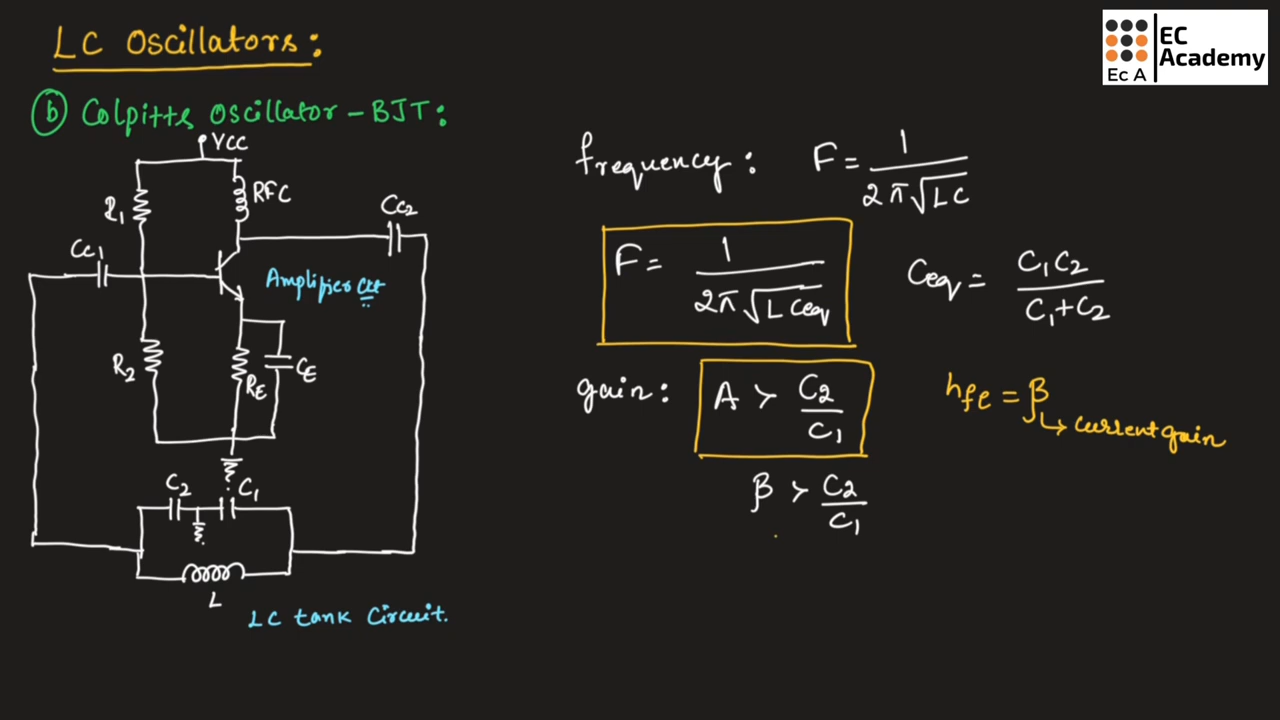 LC Oscillators:
EC Academy
Ec A
(b) Colpitts Oscillator - BJT:
VCC
RFC
R1
Cc1
Cc2
Amplifier ckt
R2
RE
CE
C2
C1
L
LC tank Circuit.
frequency: F = 1 / 2π√LC
F = 1 / 2π√L Ceq
Ceq = C1C2 / C1+C2
gain: A > C2 / C1
hfe = β
↳ current gain
β > C2 / C1